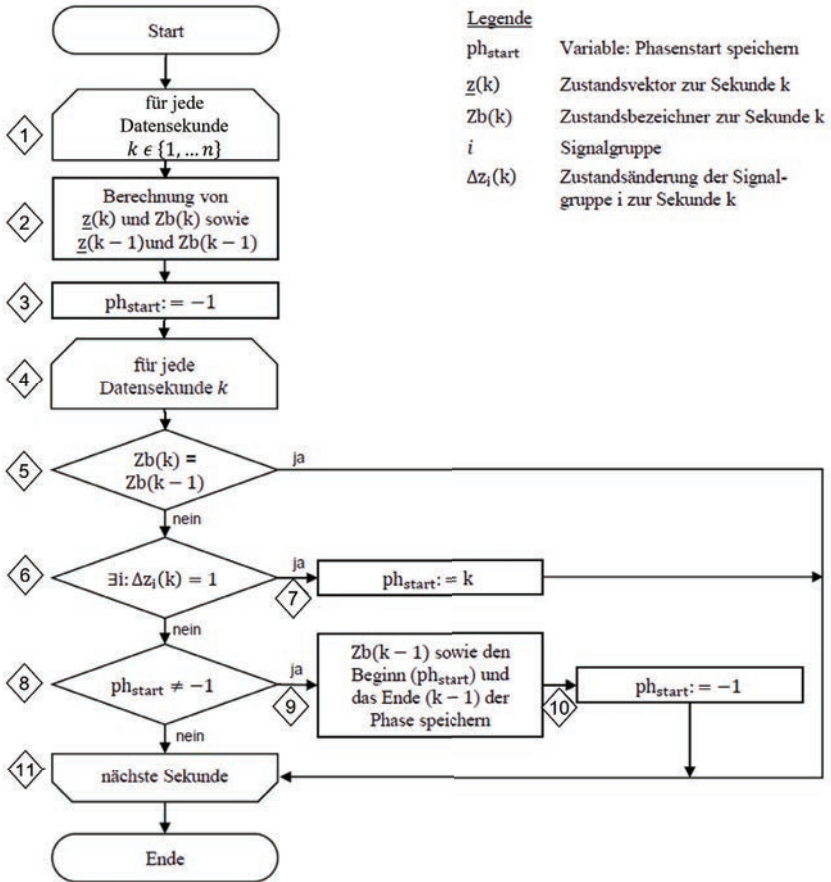 Start
1
für jede
Datensekunde
k ϵ {1, … n}
2
Berechnung von
z(k) und Zb(k) sowie
z(k − 1)und Zb(k − 1)
3
ph_start: = −1
4
für jede
Datensekunde k
5
Zb(k) =
Zb(k − 1)
ja
nein
6
∃i: Δz_i(k) = 1
ja
7
ph_start: = k
nein
8
ph_start ≠ −1
ja
9
Zb(k − 1) sowie den
Beginn (ph_start) und
das Ende (k − 1) der
Phase speichern
10
ph_start: = −1
nein
11
nächste Sekunde
Ende
Legende
ph_start Variable: Phasenstart speichern
z(k) Zustandsvektor zur Sekunde k
Zb(k) Zustandsbezeichner zur Sekunde k
i Signalgruppe
Δz_i(k) Zustandsänderung der Signal-
gruppe i zur Sekunde k